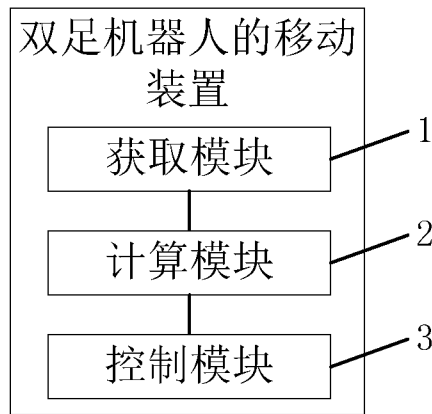 双足机器人的移动
装置
获取模块
1
计算模块
2
控制模块
3